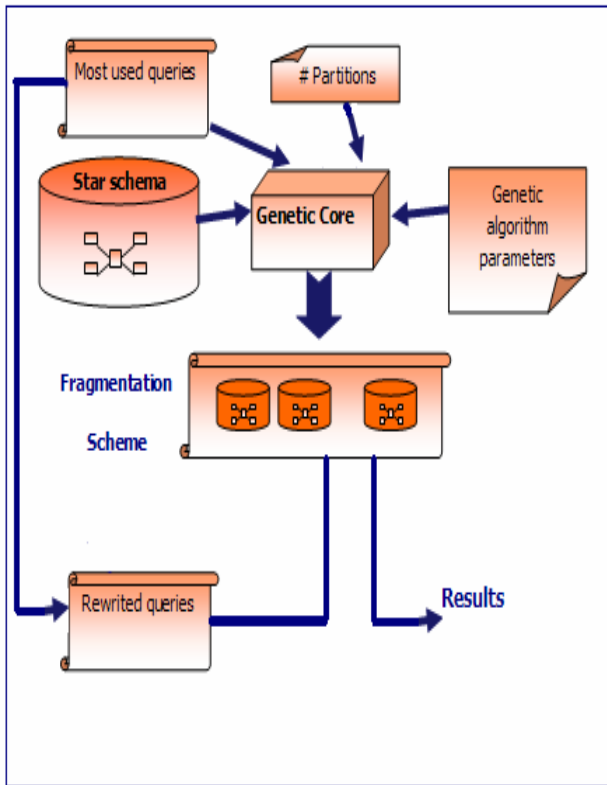 Most used queries
# Partitions
Star schema
Genetic Core
Genetic
algorithm
parameters
Fragmentation
Scheme
Rewrited queries
Results